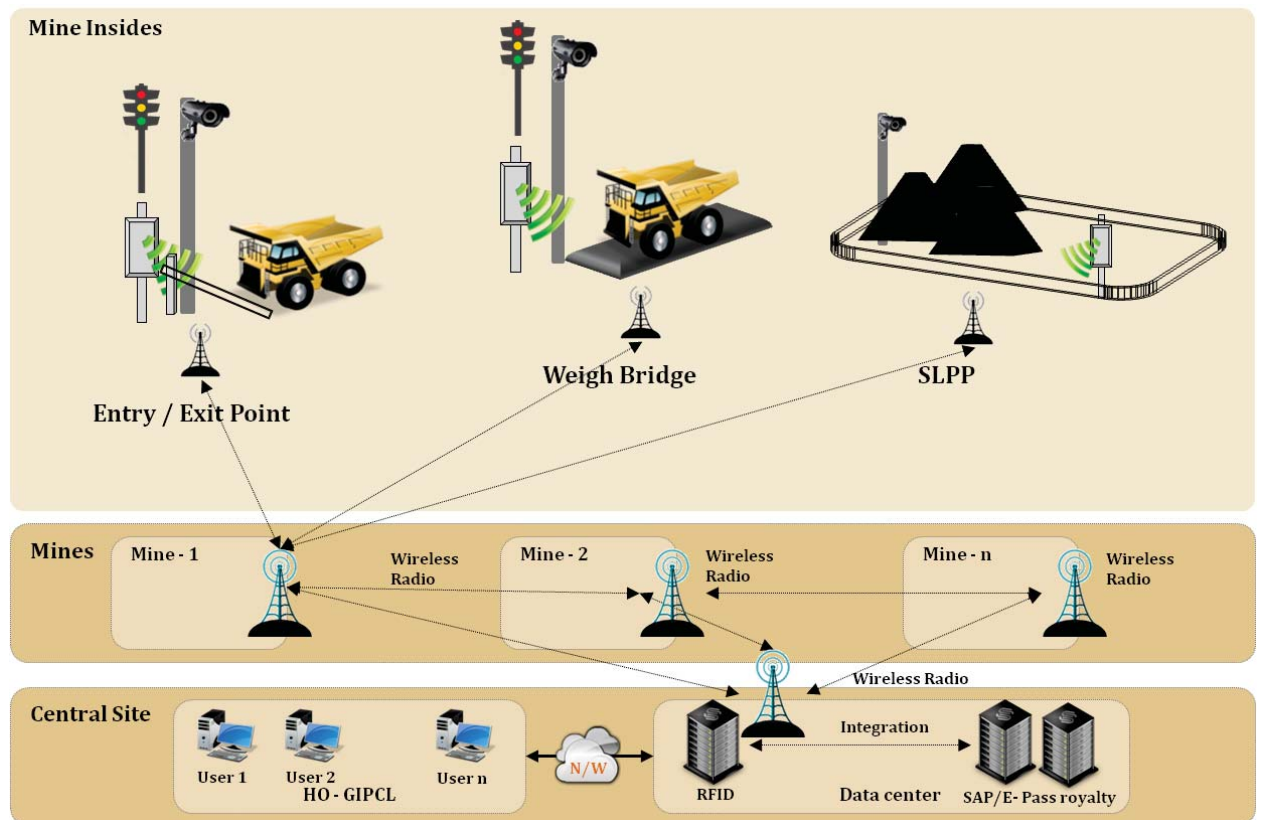 Mine Insides
Weigh Bridge
SLPP
Entry / Exit Point
Mines
Mine - 1
Wireless
Radio
Mine - 2
Wireless
Radio
Mine - n
Wireless
Radio
Wireless Radio
Central Site
User 1
User 2
User n
HO - GIPCL
N/W
RFID
Integration
Data center
SAP/E- Pass royalty